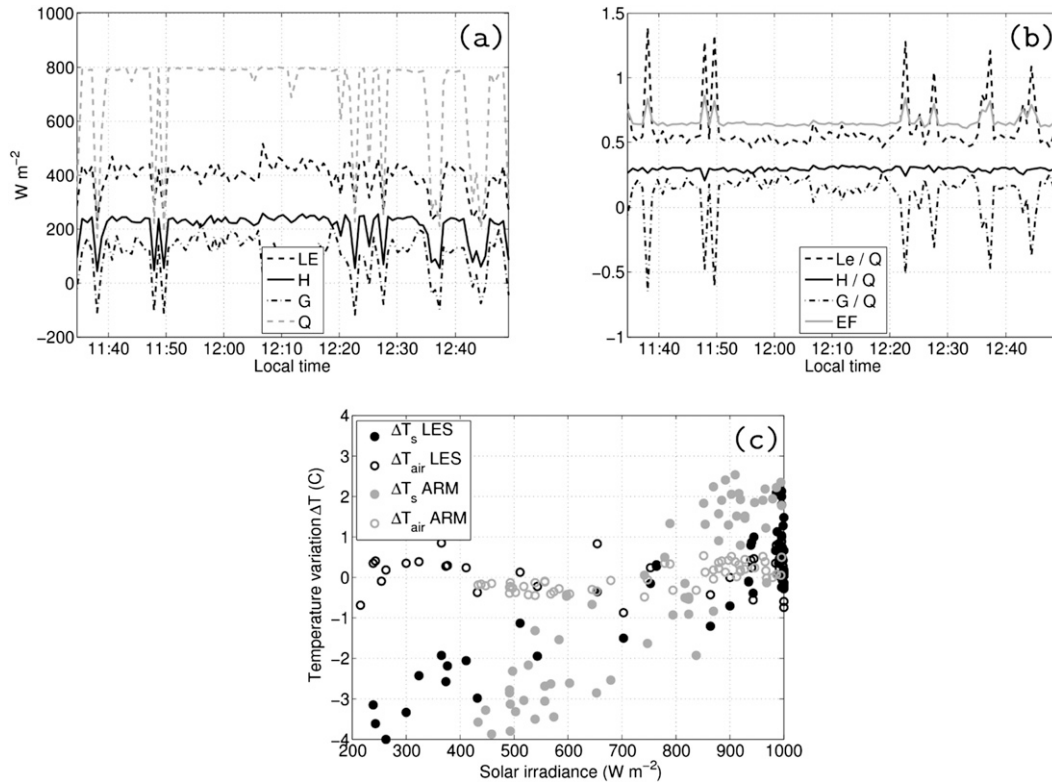 (a)
1000
800
600
400
200
0
−200
W m−2
LE
H
G
Q
11:40 11:50 12:00 12:10 12:20 12:30 12:40
Local time
(b)
1.5
1
0.5
0
−0.5
−1
Le / Q
H / Q
G / Q
EF
11:40 11:50 12:00 12:10 12:20 12:30 12:40
Local time
(c)
4
3
2
1
0
−1
−2
−3
−4
Temperature variation ΔT (C)
ΔTs LES
ΔTair LES
ΔTs ARM
ΔTair ARM
200 300 400 500 600 700 800 900 1000
Solar irradiance (W m−2)